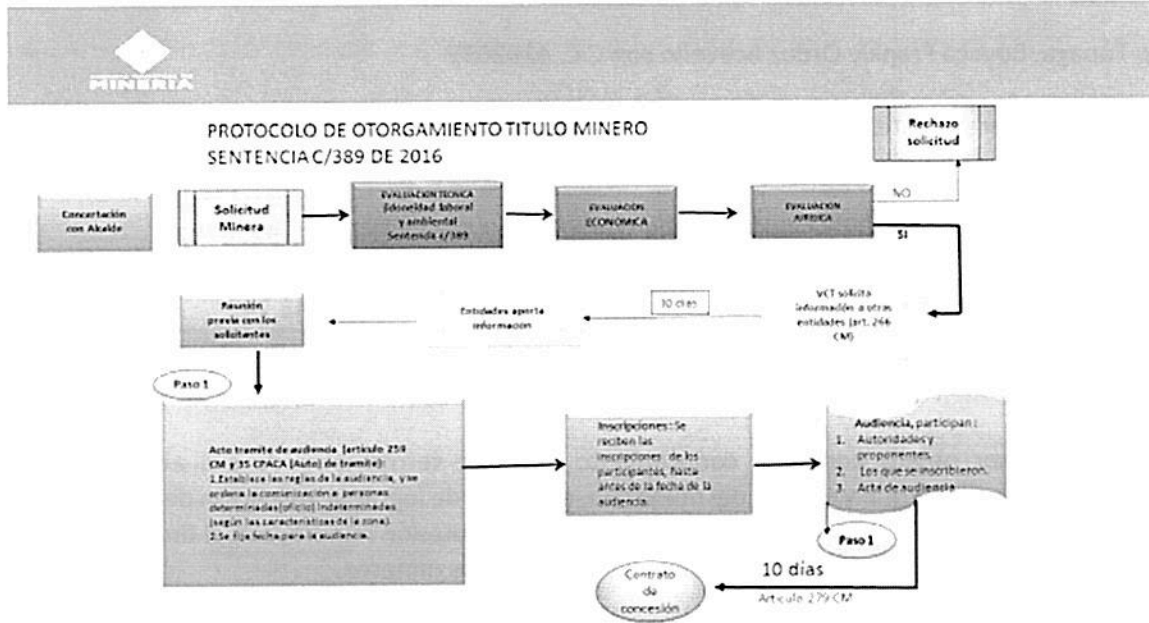 MINERÍA
PROTOCOLO DE OTORGAMIENTO TITULO MINERO
SENTENCIA C/389 DE 2016
Rechazo
solicitud
Concertación
con Alcalde
Solicitud
Minera
EVALUACION TECNICA
Idoneidad laboral
y ambiental
Sentencia c/389
EVALUACION
ECONOMICA
EVALUACION
JURIDICA
NO
SI
Reunión
previa con los
solicitantes
Entidades aporta
información
10 días
VCT solicita
información a otras
entidades (art. 266
CM)
Paso 1
Acto tramite de audiencia (artículo 259
CM y 35 CPACA (Auto) de tramite):
1.Establece las reglas de la audiencia, y se
ordena la comunicación a personas
determinadas(oficio) Indeterminadas
(según las características de la zona).
2.Se fija fecha para la audiencia.
Inscripciones: Se
reciben las
inscripciones de los
participantes, hasta
antes de la fecha de la
audiencia.
Audiencia, participan :
1. Autoridades y
proponentes.
2. Los que se inscribieron.
3. Acta de audiencia
Paso 1
10 días
Artículo 279 CM
Contrato
de
concesión